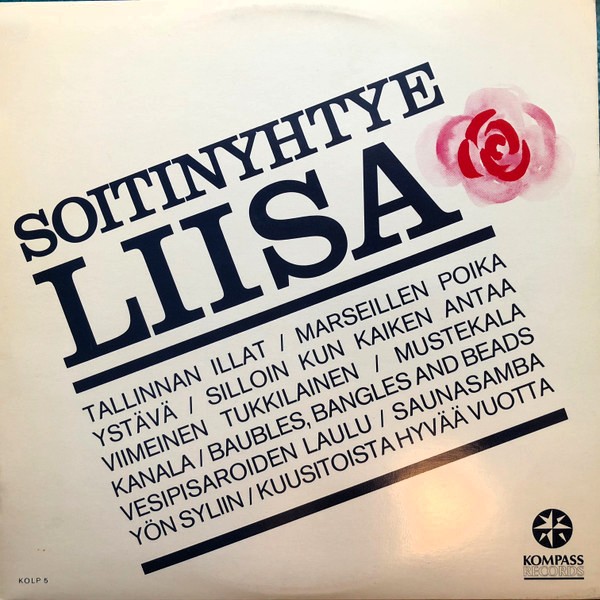 SOITINYHTYE
LIISA
TALLINNAN ILLAT / MARSEILLEN POIKA
YSTÄVÄ / SILLOIN KUN KAIKEN ANTAA
VIIMEINEN TUKKILAINEN / MUSTEKALA
KANALA / BAUBLES, BANGLES AND BEADS
VESIPISAROIDEN LAULU / SAUNASAMBA
YÖN SYLIIN / KUUSITOISTA HYVÄÄ VUOTTA
KOLP 5
KOMPASS
RECORDS